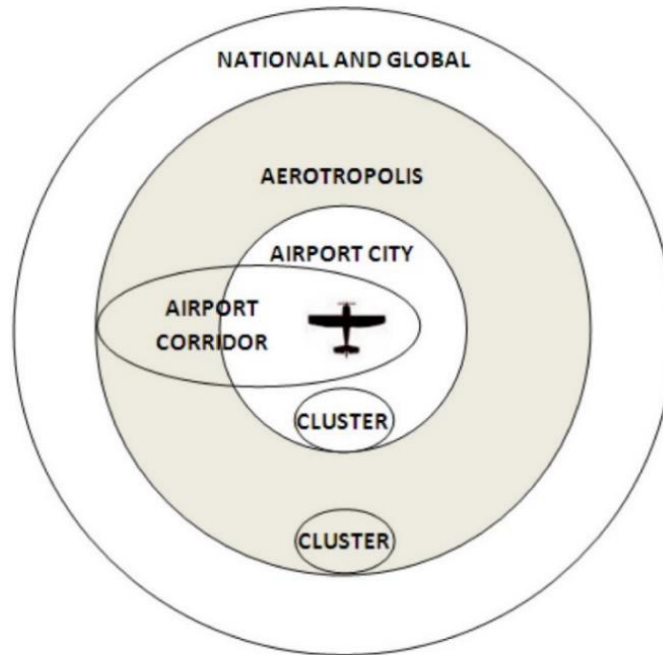 NATIONAL AND GLOBAL
AEROTROPOLIS
AIRPORT CITY
AIRPORT
CORRIDOR
CLUSTER
CLUSTER